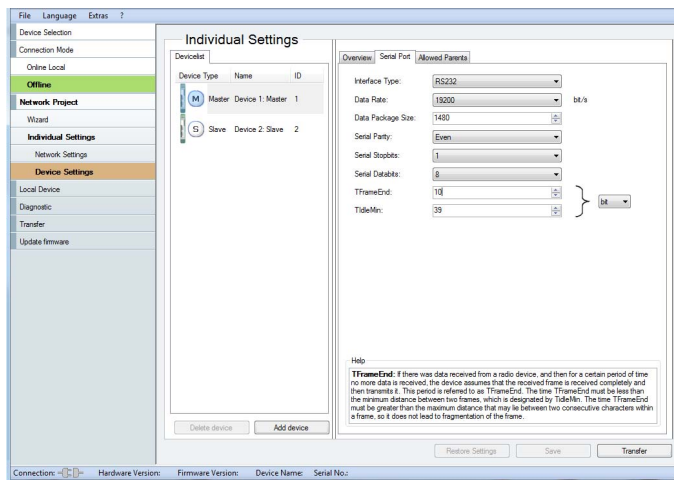 File Language Extras ?
Device Selection
Connection Mode
Online Local
Offline
Network Project
Wizard
Individual Settings
Network Settings
Device Settings
Local Device
Diagnostic
Transfer
Update firmware
Individual Settings
Devicelist
Device Type Name ID
M Master Device 1: Master 1
S Slave Device 2: Slave 2
Delete device Add device
Overview Serial Port Allowed Parents
Interface Type: RS232
Data Rate: 19200 bit/s
Data Package Size: 1480
Serial Parity: Even
Serial Stopbits: 1
Serial Databits: 8
TFrameEnd: 10
TIdleMin: 39
bit
Help
TFrameEnd: If there was data received from a radio device, and then for a certain period of time
no more data is received, the device assumes that the received frame is received completely and
then transmits it. This period is referred to as TFrameEnd. The time TFrameEnd must be less than
the minimum distance between two frames, which is designated by TidleMin. The time TFrameEnd
must be greater than the maximum distance that may lie between two consecutive characters within
a frame, so it does not lead to fragmentation of the frame.
Restore Settings Save Transfer
Connection: Hardware Version: Firmware Version: Device Name: Serial No.: